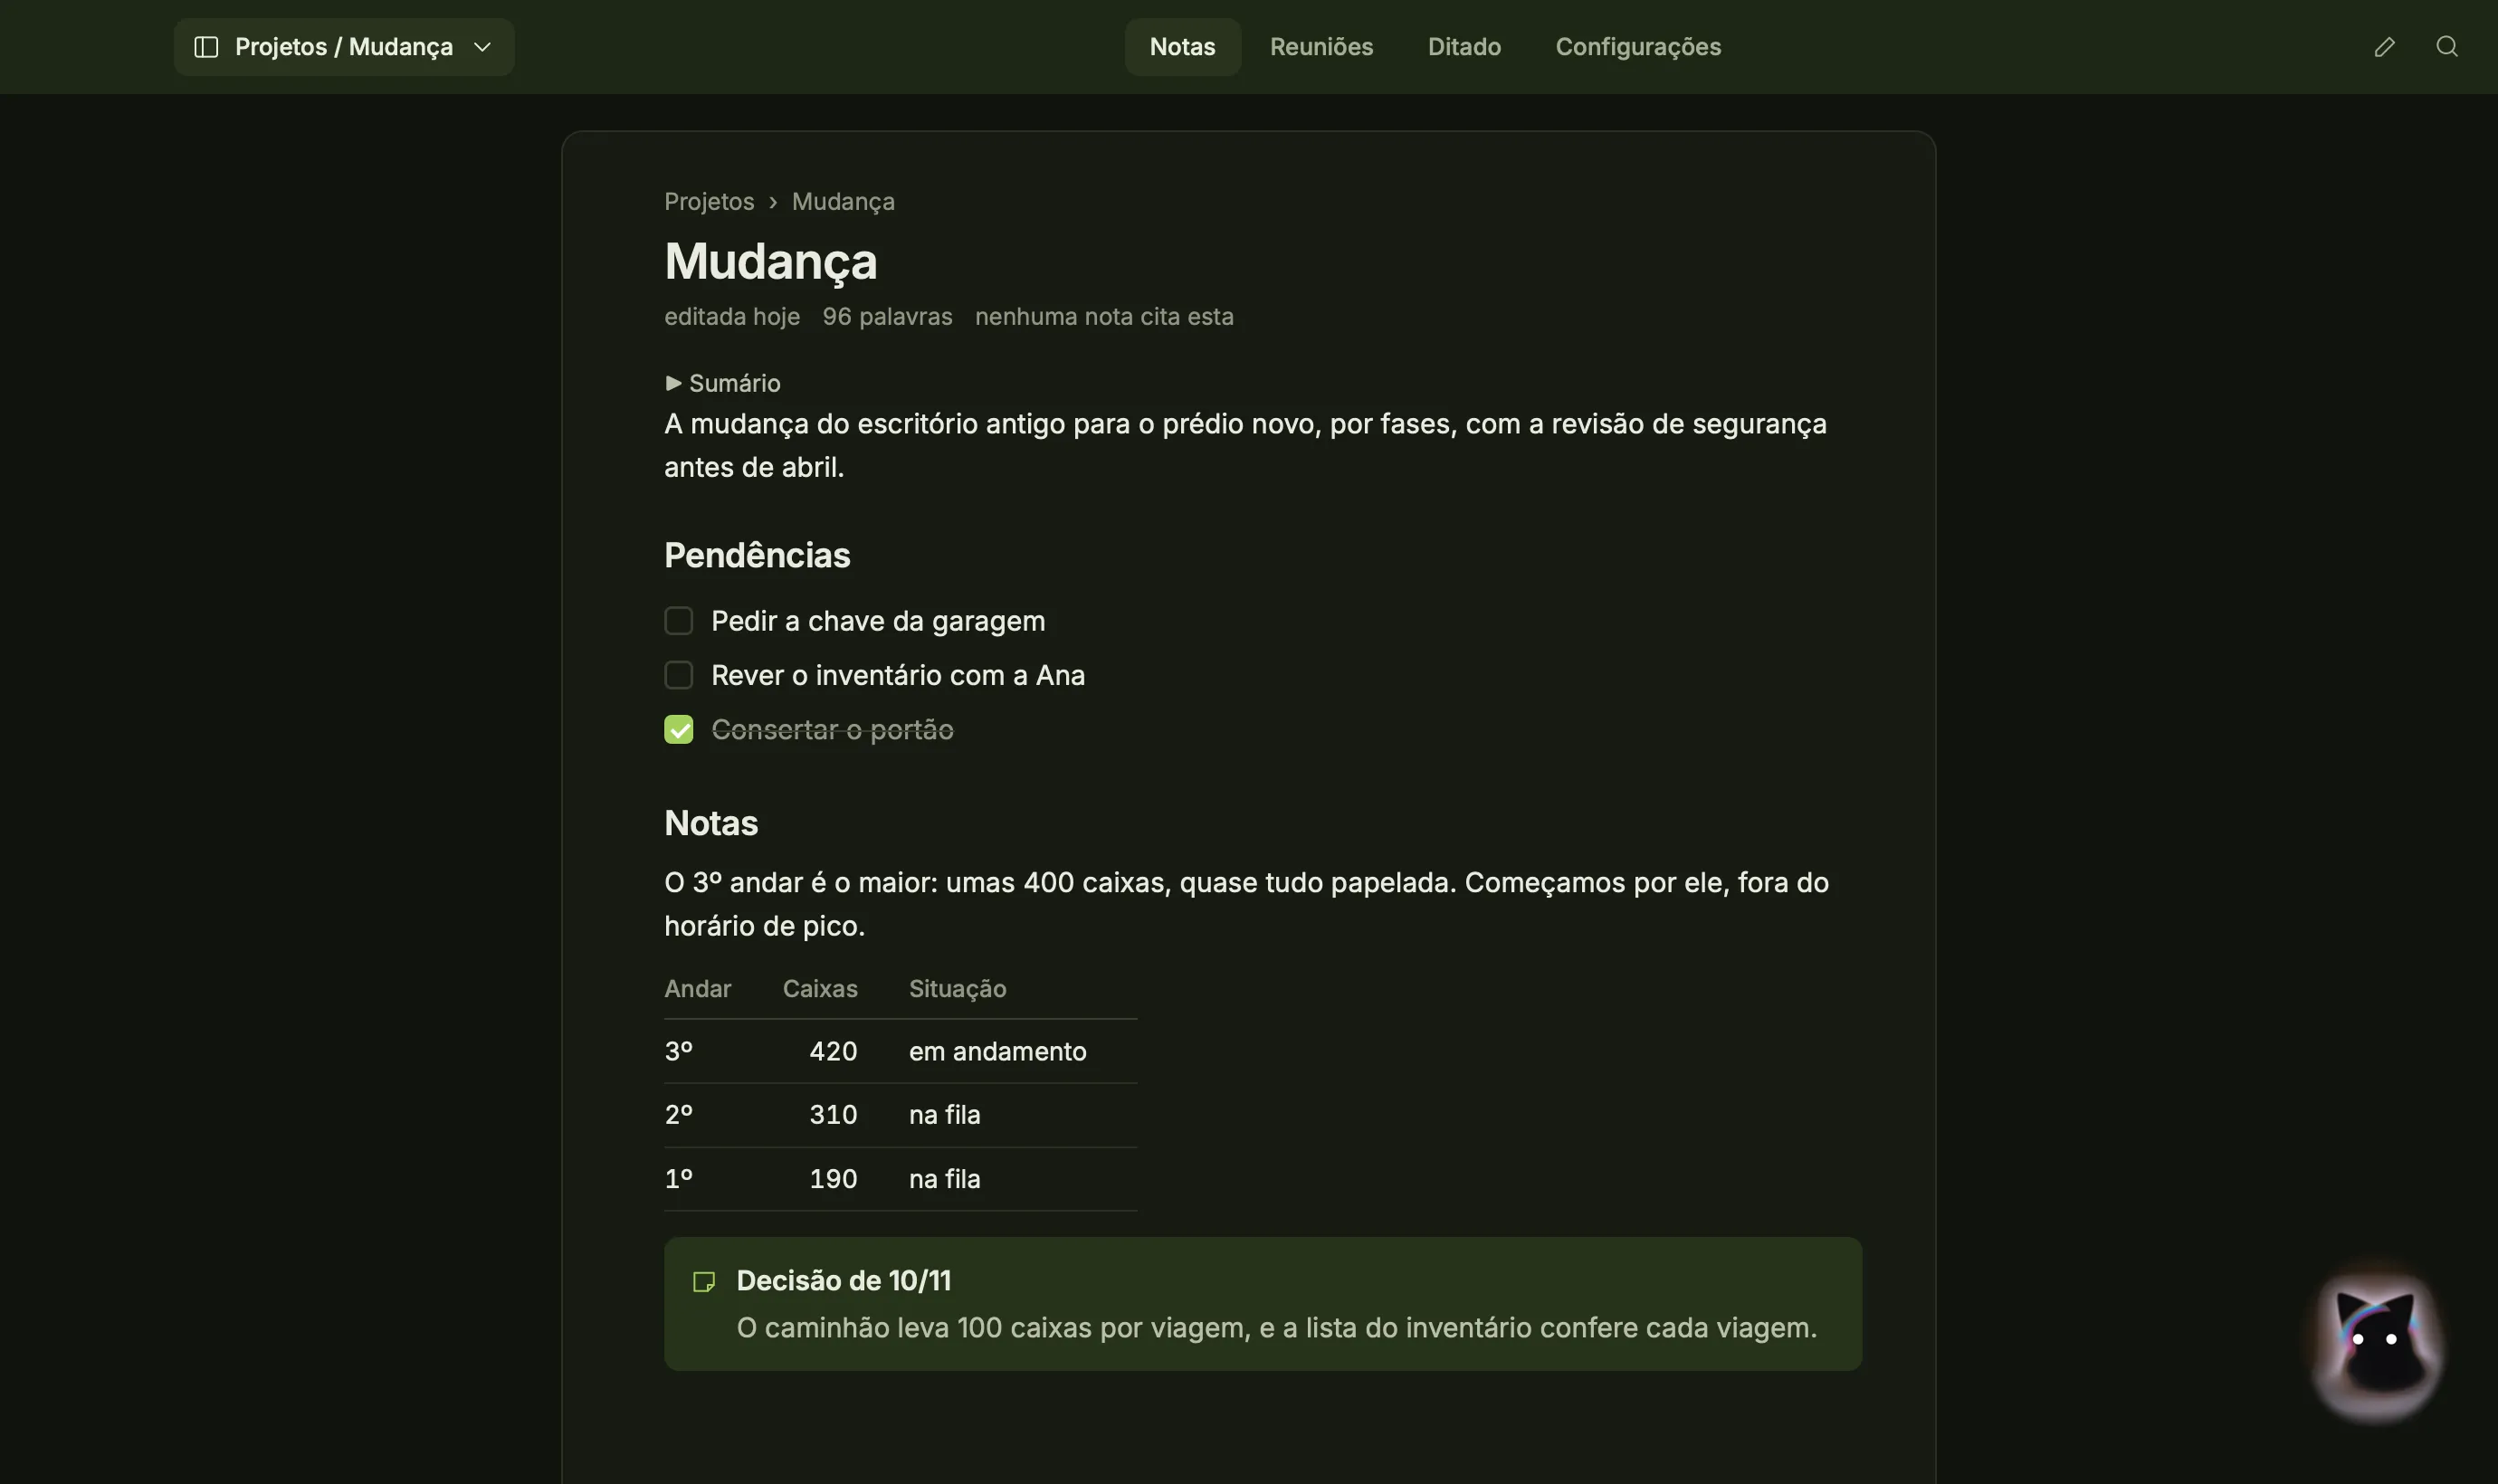 Projetos / Mudança
Notas
Reuniões
Ditado
Configurações
Projetos › Mudança
Mudança
editada hoje 96 palavras nenhuma nota cita esta
Sumário
A mudança do escritório antigo para o prédio novo, por fases, com a revisão de segurança
antes de abril.
Pendências
Pedir a chave da garagem
Rever o inventário com a Ana
Consertar o portão
Notas
O 3º andar é o maior: umas 400 caixas, quase tudo papelada. Começamos por ele, fora do
horário de pico.
Andar Caixas Situação
3º 420 em andamento
2º 310 na fila
1º 190 na fila
Decisão de 10/11
O caminhão leva 100 caixas por viagem, e a lista do inventário confere cada viagem.